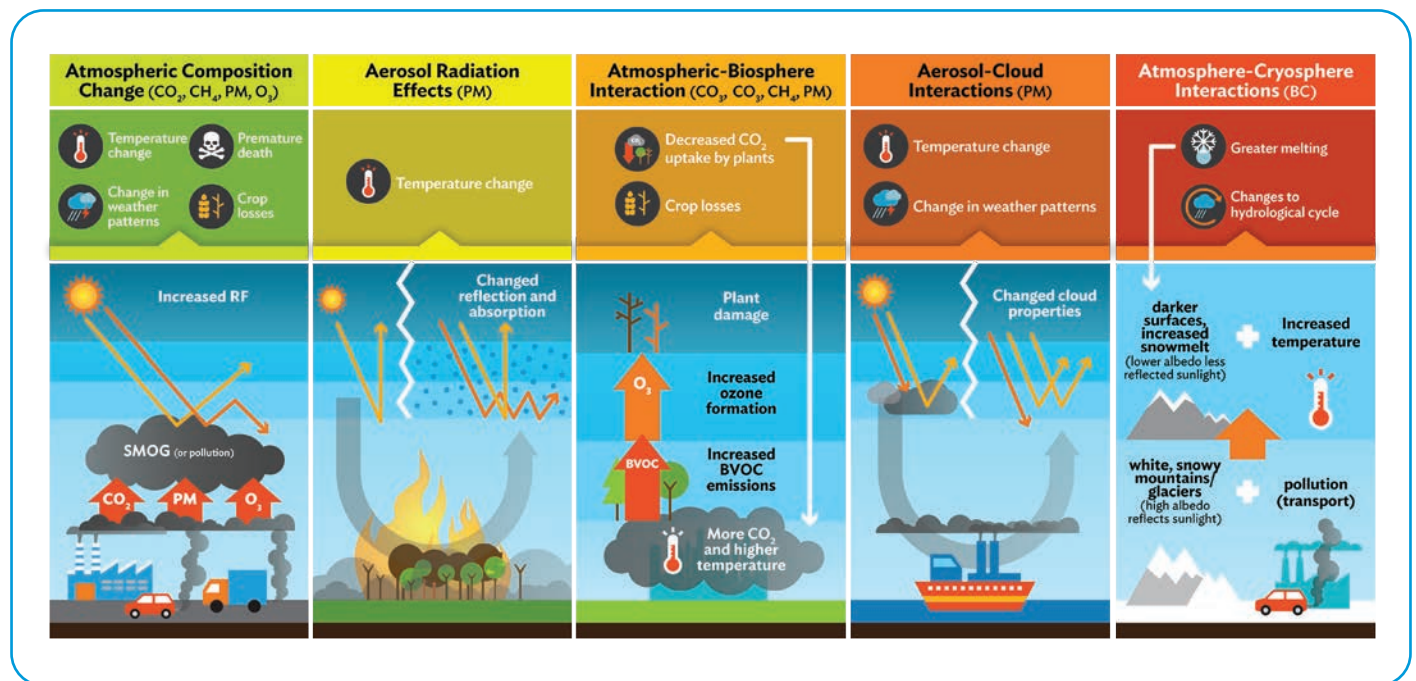 Atmospheric Composition
Change (CO₂, CH₄, PM, O₃)
Temperature
change
Premature
death
Change in
weather
patterns
Crop
losses
Increased RF
SMOG (or pollution)
CO₂
PM
O₃
Aerosol Radiation
Effects (PM)
Temperature change
Changed
reflection and
absorption
Atmospheric-Biosphere
Interaction (CO₃, CO₃, CH₄, PM)
Decreased CO₂
uptake by plants
Crop losses
Plant
damage
O₃
Increased
ozone
formation
BVOC
Increased
BVOC
emissions
More CO₂
and higher
temperature
Aerosol-Cloud
Interactions (PM)
Temperature change
Change in weather patterns
Changed cloud
properties
Atmosphere-Cryosphere
Interactions (BC)
Greater melting
Changes to
hydrological cycle
darker
surfaces,
increased
snowmelt
(lower albedo less
reflected sunlight)
Increased
temperature
white, snowy
mountains/
glaciers
(high albedo
reflects sunlight)
pollution
(transport)